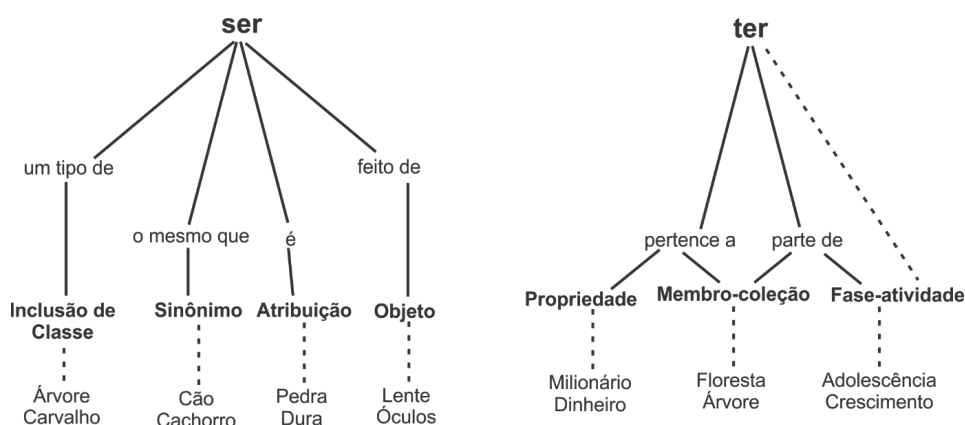 ser
ter
um tipo de
feito de
o mesmo que
é
pertence a
parte de
Inclusão de
Classe
Sinônimo
Atribuição
Objeto
Propriedade
Membro-coleção
Fase-atividade
Árvore
Carvalho
Cão
Cachorro
Pedra
Dura
Lente
Óculos
Milionário
Dinheiro
Floresta
Árvore
Adolescência
Crescimento